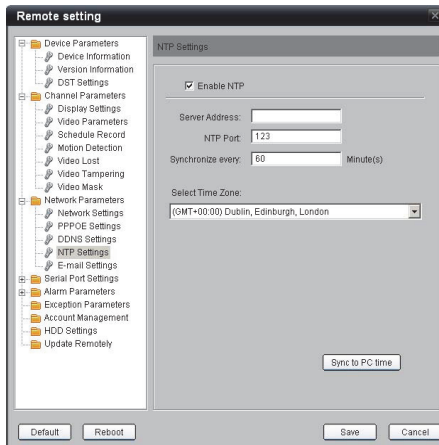 Remote setting
Device Parameters
Device Information
Version Information
DST Settings
Channel Parameters
Display Settings
Video Parameters
Schedule Record
Motion Detection
Video Lost
Video Tampering
Video Mask
Network Parameters
Network Settings
PPPOE Settings
DDNS Settings
NTP Settings
E-mail Settings
Serial Port Settings
Alarm Parameters
Exception Parameters
Account Management
HDD Settings
Update Remotely
NTP Settings
Enable NTP
Server Address:
NTP Port: 123
Synchronize every: 60 Minute(s)
Select Time Zone:
(GMT+00:00) Dublin, Edinburgh, London
Sync to PC time
Default Reboot Save Cancel